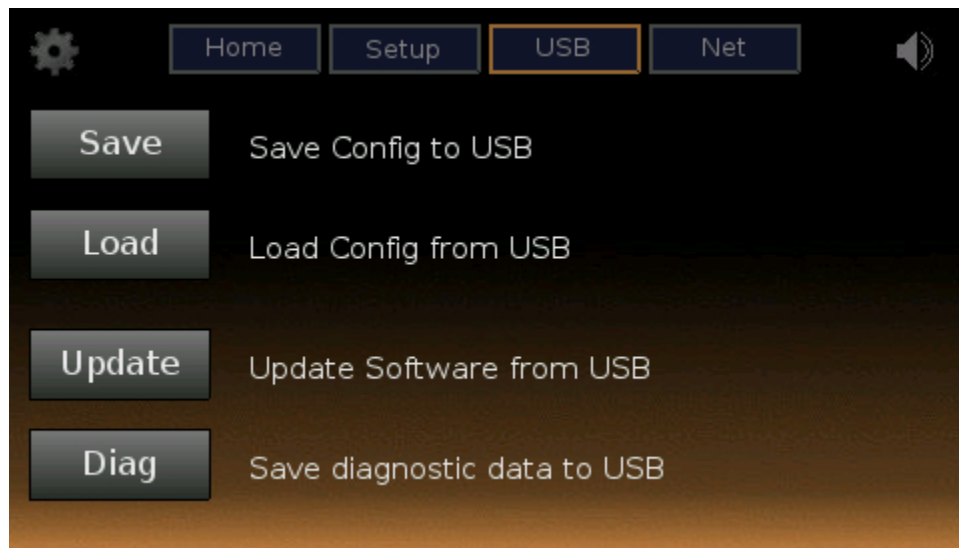 Home Setup USB Net
Save Save Config to USB
Load Load Config from USB
Update Update Software from USB
Diag Save diagnostic data to USB